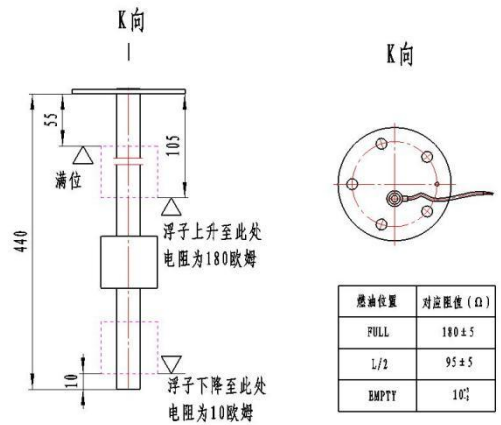 K向
K向
55
105
满位
440
浮子上升至此处
电阻为180欧姆
10
浮子下降至此处
电阻为10欧姆
燃油位置 对应阻值（Ω）
FULL 180±5
L/2 95±5
EMPTY 10